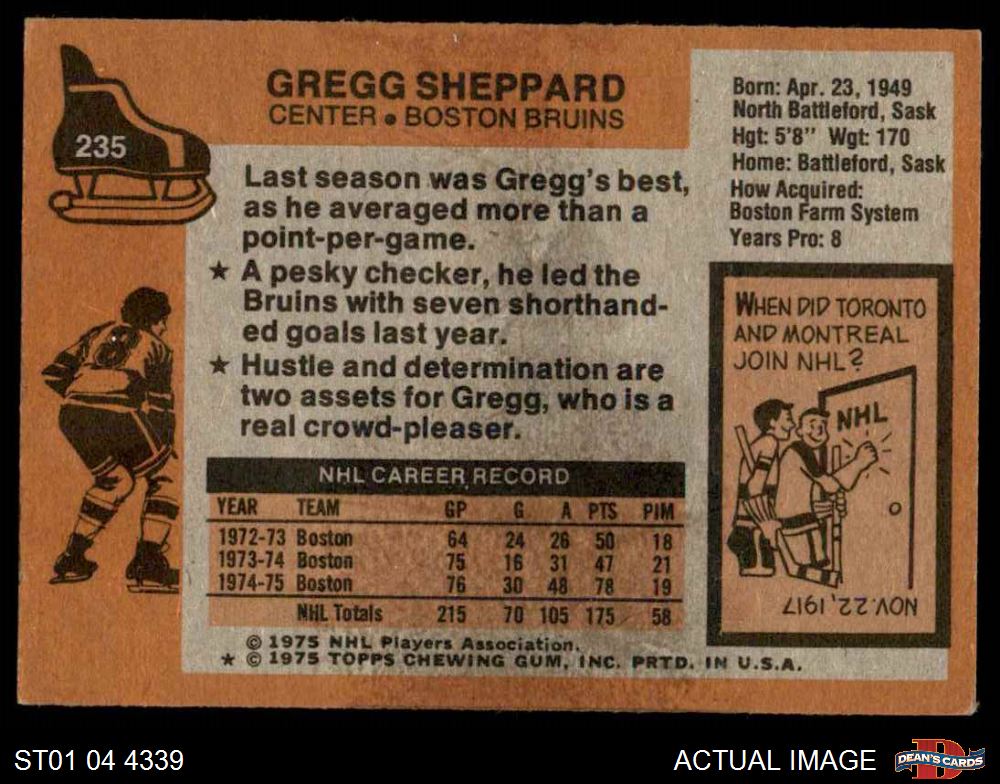 235
GREGG SHEPPARD
CENTER • BOSTON BRUINS
Last season was Gregg's best,
as he averaged more than a
point-per-game.
★ A pesky checker, he led the
Bruins with seven shorthand-
ed goals last year.
★ Hustle and determination are
two assets for Gregg, who is a
real crowd-pleaser.
NHL CAREER RECORD
YEAR TEAM GP G A PTS PIM
1972-73 Boston 64 24 26 50 18
1973-74 Boston 75 16 31 47 21
1974-75 Boston 76 30 48 78 19
NHL Totals 215 70 105 175 58
© 1975 NHL Players Association.
★ © 1975 TOPPS CHEWING GUM, INC. PRTD. IN U.S.A.
Born: Apr. 23, 1949
North Battleford, Sask
Hgt: 5'8" Wgt: 170
Home: Battleford, Sask
How Acquired:
Boston Farm System
Years Pro: 8
WHEN DID TORONTO
AND MONTREAL
JOIN NHL?
NHL
NOV. 22, 1917
8
ST01 04 4339
ACTUAL IMAGE
D
DEAN'S CARDS